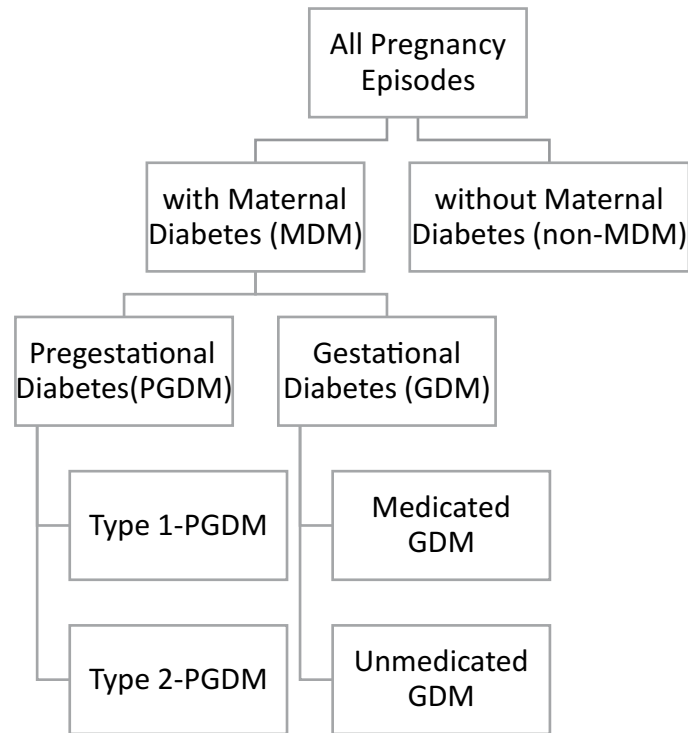 All Pregnancy
Episodes
with Maternal
Diabetes (MDM)
without Maternal
Diabetes (non-MDM)
Pregestational
Diabetes(PGDM)
Gestational
Diabetes (GDM)
Type 1-PGDM
Medicated
GDM
Type 2-PGDM
Unmedicated
GDM